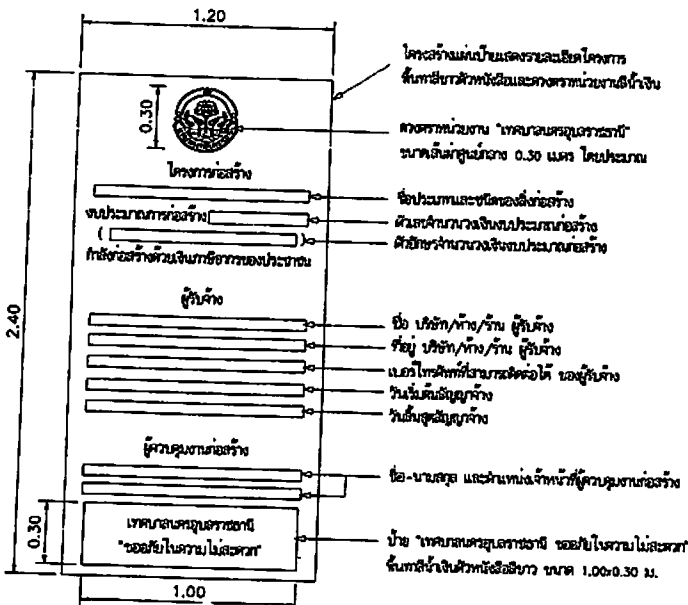 1.20
โครงสร้างแผ่นป้ายแสดงรายละเอียดโครงการ
พื้นทาสีขาวตัวหนังสือและดวงตราหน่วยงานสีน้ำเงิน
0.30
ดวงตราหน่วยงาน "เทศบาลนครอุบลราชธานี"
ขนาดเส้นผ่าศูนย์กลาง 0.30 เมตร โดยประมาณ
โครงการก่อสร้าง
ชื่อประเภทและชนิดของสิ่งก่อสร้าง
งบประมาณการก่อสร้าง
ตัวเลขจำนวนวงเงินงบประมาณก่อสร้าง
( )
ตัวอักษรจำนวนวงเงินงบประมาณก่อสร้าง
กำลังก่อสร้างด้วยเงินภาษีอากรของประชาชน
2.40
ผู้รับจ้าง
ชื่อ บริษัท/ห้าง/ร้าน ผู้รับจ้าง
ที่อยู่ บริษัท/ห้าง/ร้าน ผู้รับจ้าง
เบอร์โทรศัพท์ที่สามารถติดต่อได้ ของผู้รับจ้าง
วันเริ่มต้นสัญญาจ้าง
วันสิ้นสุดสัญญาจ้าง
ผู้ควบคุมงานก่อสร้าง
ชื่อ-นามสกุล และตำแหน่งเจ้าหน้าที่ผู้ควบคุมงานก่อสร้าง
0.30
เทศบาลนครอุบลราชธานี
"ขออภัยในความไม่สะดวก"
ป้าย "เทศบาลนครอุบลราชธานี ขออภัยในความไม่สะดวก"
พื้นทาสีน้ำเงินตัวหนังสือสีขาว ขนาด 1.00x0.30 ม.
1.00